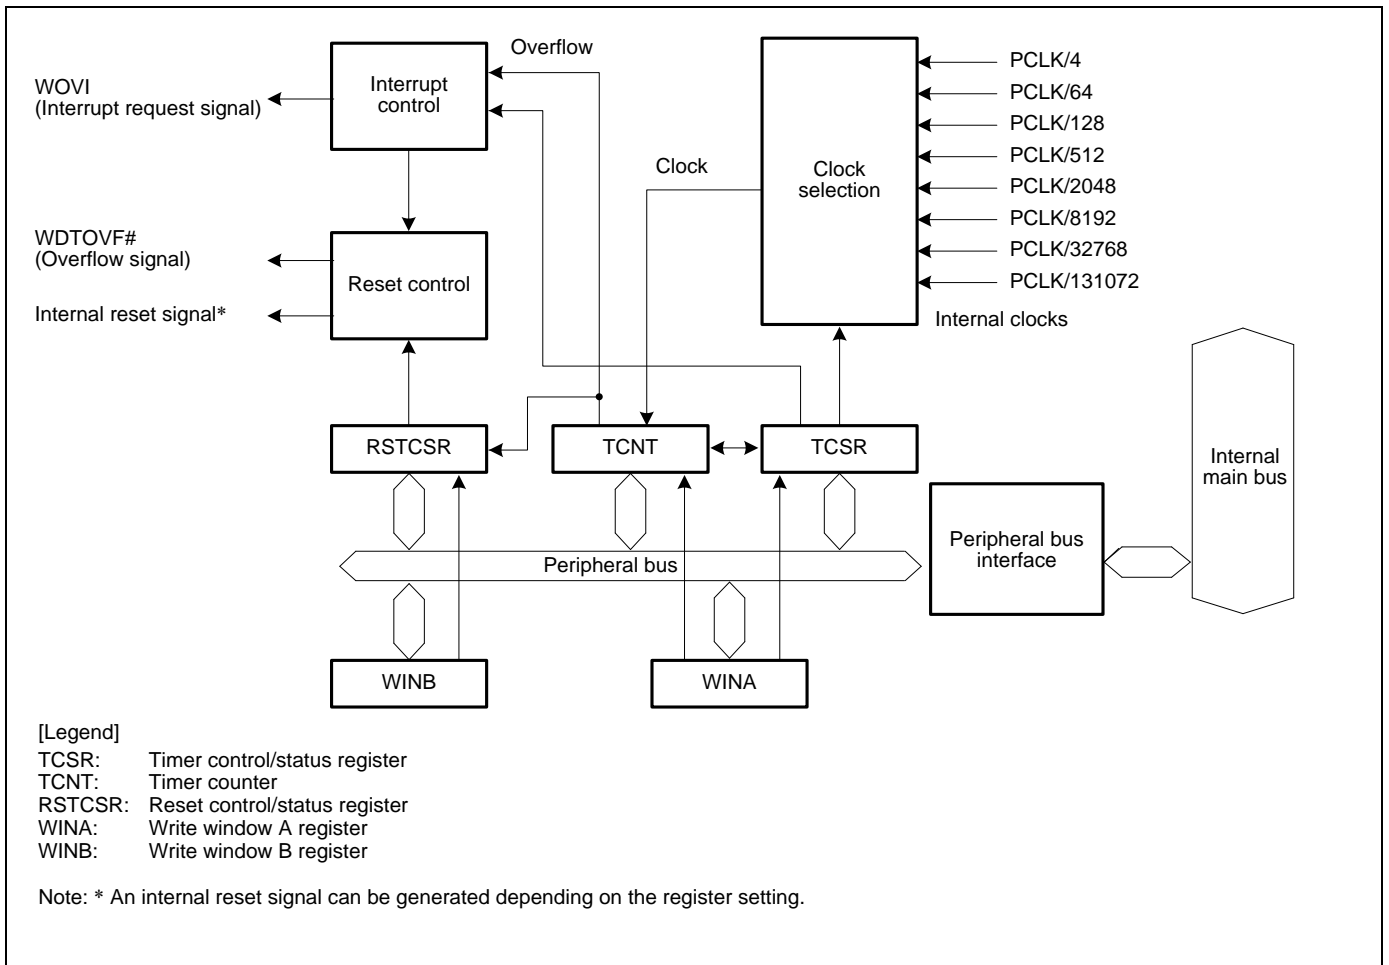 Overflow
Interrupt
control
WOVI
(Interrupt request signal)
PCLK/4
PCLK/64
PCLK/128
PCLK/512
PCLK/2048
PCLK/8192
PCLK/32768
PCLK/131072
Internal clocks
Clock
Clock
selection
WDTOVF#
(Overflow signal)
Reset control
Internal reset signal*
RSTCSR
TCNT
TCSR
Internal
main bus
Peripheral bus
interface
Peripheral bus
WINB
WINA
[Legend]
TCSR: Timer control/status register
TCNT: Timer counter
RSTCSR: Reset control/status register
WINA: Write window A register
WINB: Write window B register
Note: * An internal reset signal can be generated depending on the register setting.